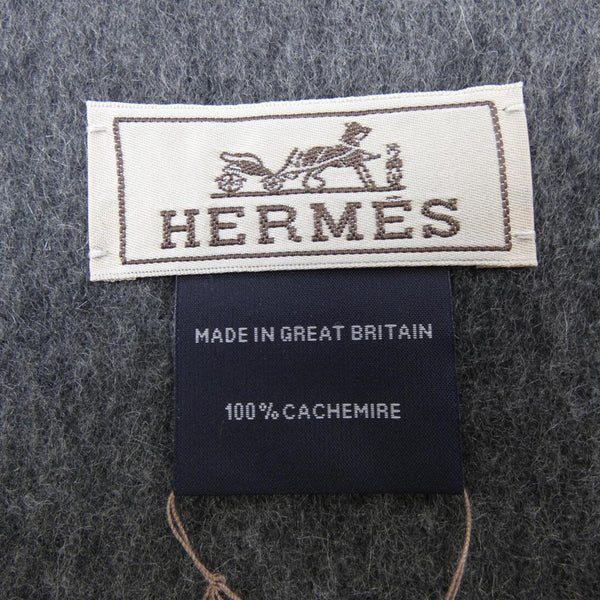 HERMÈS
MADE IN GREAT BRITAIN
100% CACHEMIRE